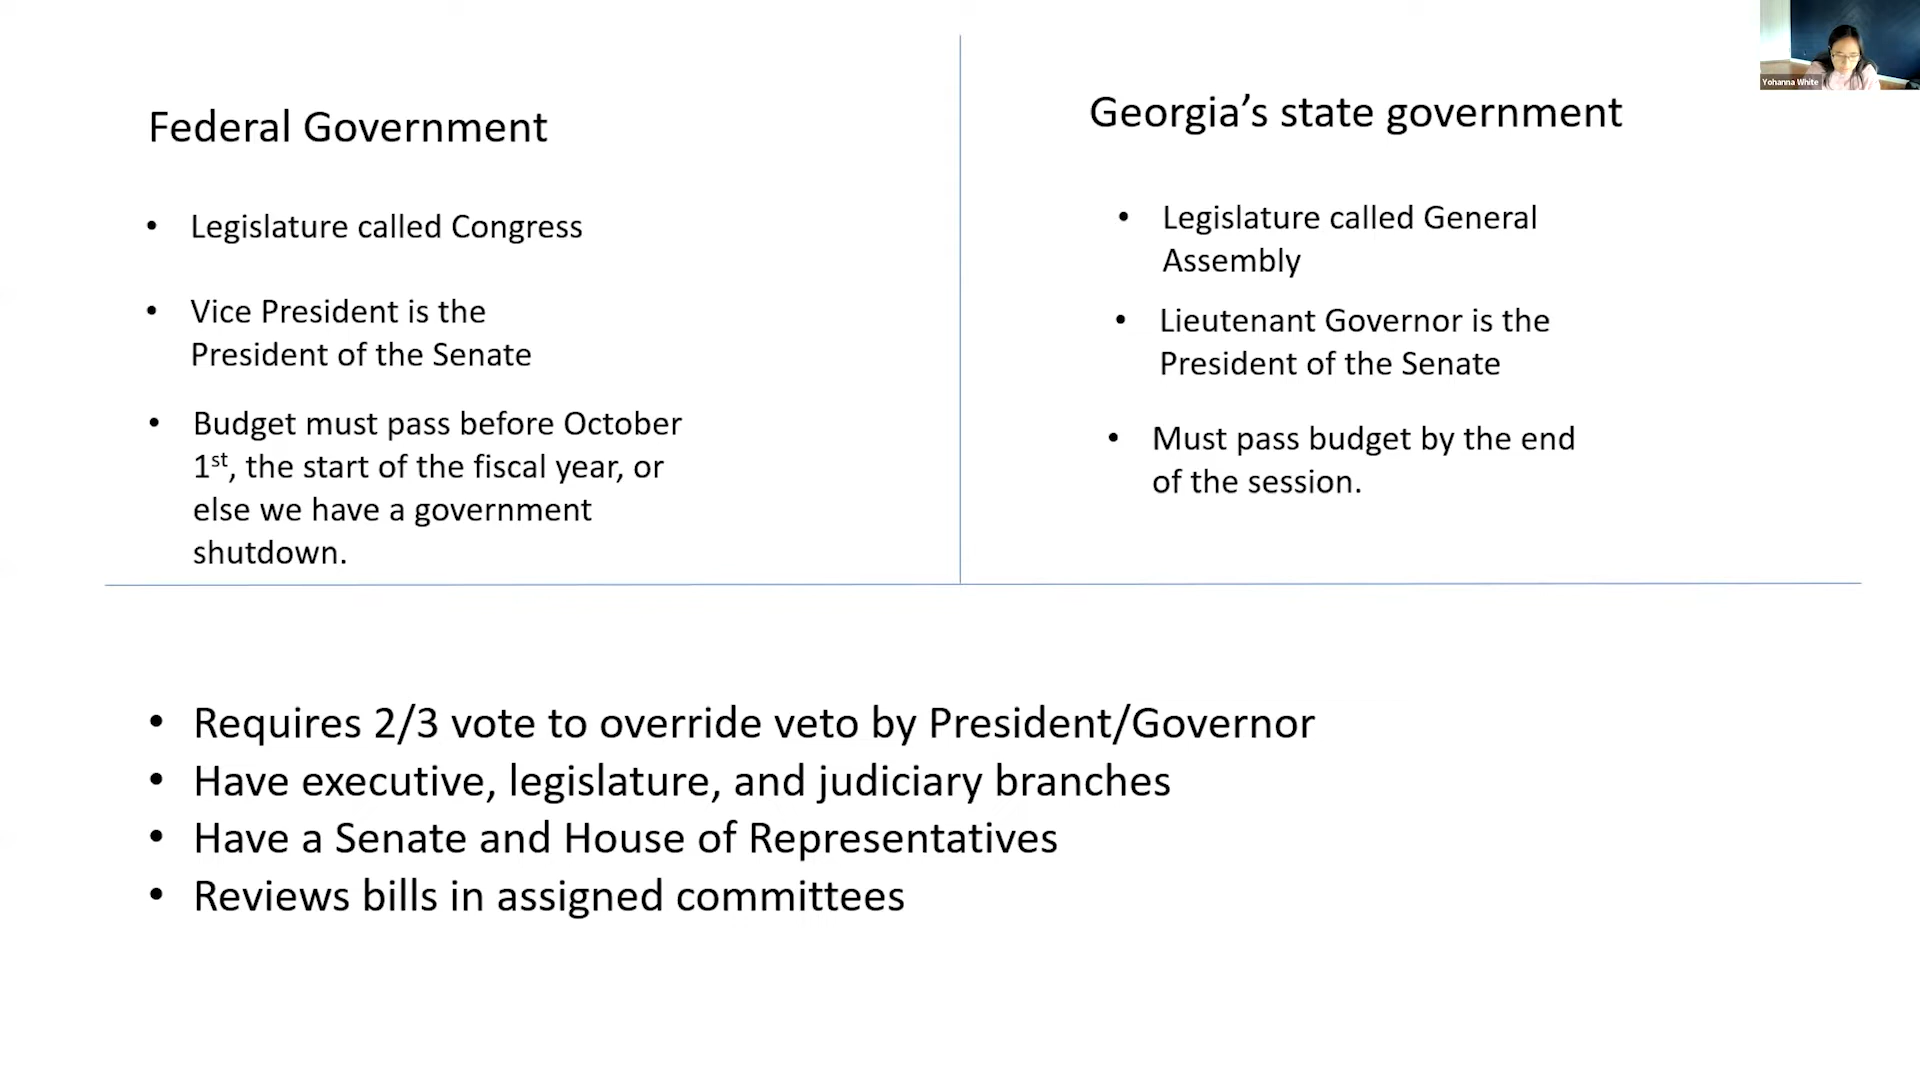 Federal Government
• Legislature called Congress
• Vice President is the
President of the Senate
• Budget must pass before October
1st, the start of the fiscal year, or
else we have a government
shutdown.
Georgia’s state government
• Legislature called General
Assembly
• Lieutenant Governor is the
President of the Senate
• Must pass budget by the end
of the session.
• Requires 2/3 vote to override veto by President/Governor
• Have executive, legislature, and judiciary branches
• Have a Senate and House of Representatives
• Reviews bills in assigned committees
Yohanna White